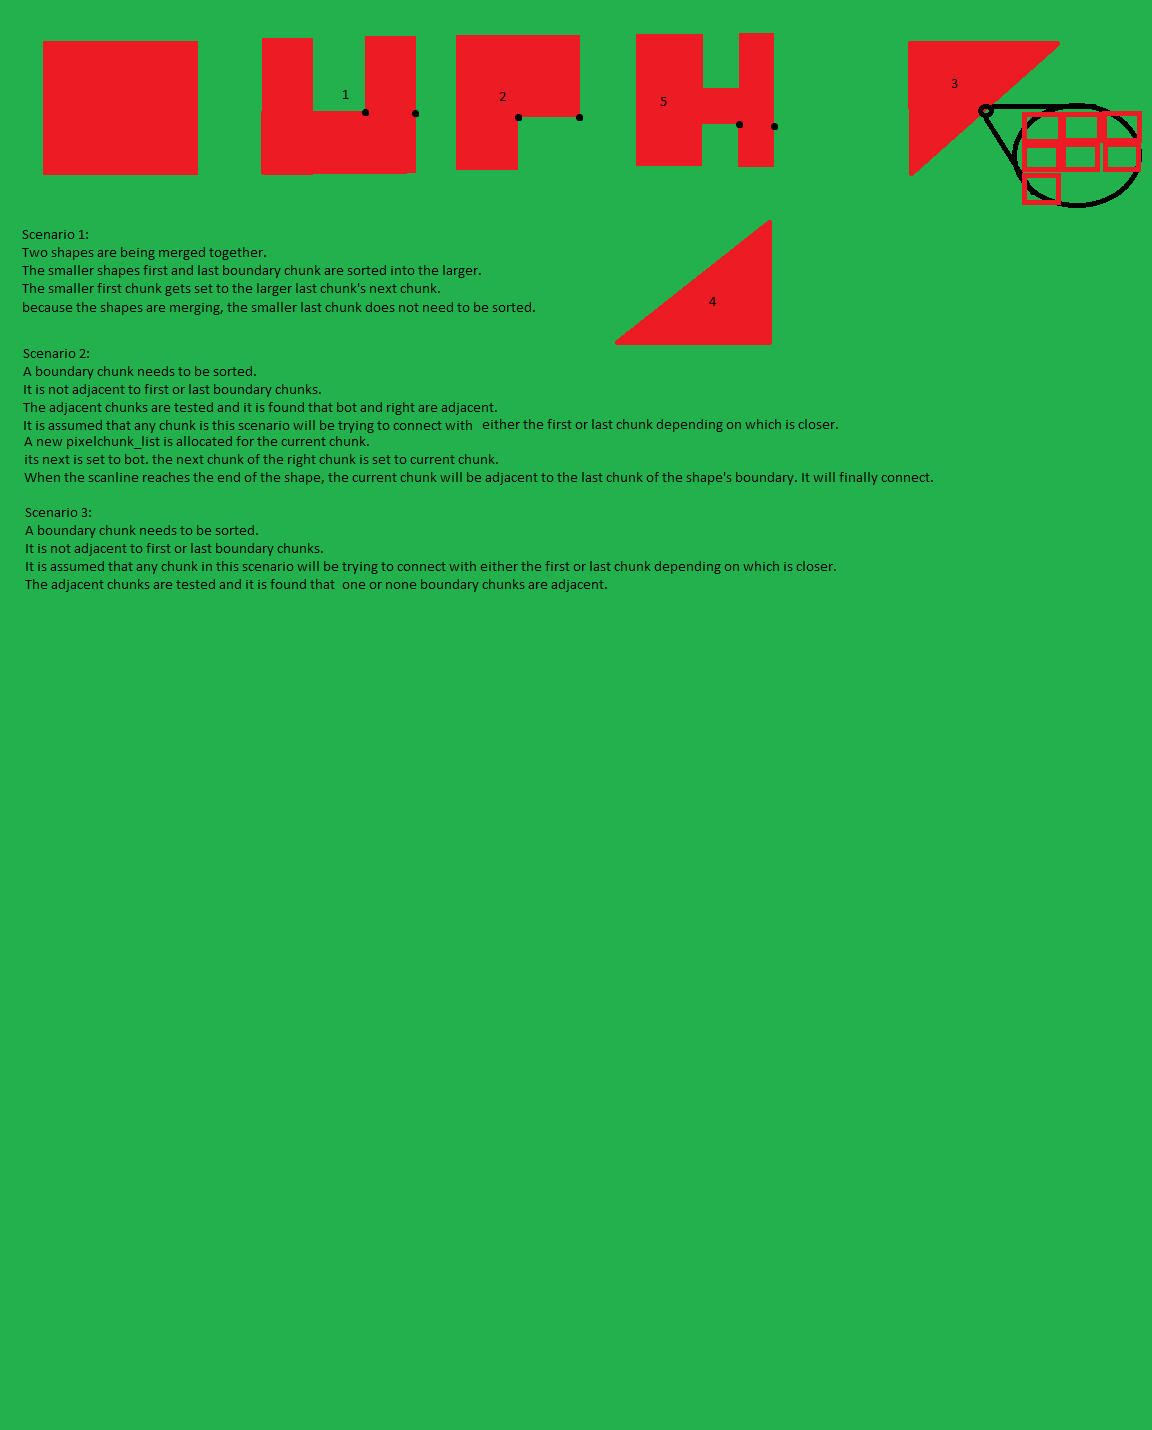 1
2
5
3
4
Scenario 1:
Two shapes are being merged together.
The smaller shapes first and last boundary chunk are sorted into the larger.
The smaller first chunk gets set to the larger last chunk's next chunk.
because the shapes are merging, the smaller last chunk does not need to be sorted.
Scenario 2:
A boundary chunk needs to be sorted.
It is not adjacent to first or last boundary chunks.
The adjacent chunks are tested and it is found that bot and right are adjacent.
It is assumed that any chunk is this scenario will be trying to connect with either the first or last chunk depending on which is closer.
A new pixelchunk_list is allocated for the current chunk.
its next is set to bot. the next chunk of the right chunk is set to current chunk.
When the scanline reaches the end of the shape, the current chunk will be adjacent to the last chunk of the shape's boundary. It will finally connect.
Scenario 3:
A boundary chunk needs to be sorted.
It is not adjacent to first or last boundary chunks.
It is assumed that any chunk in this scenario will be trying to connect with either the first or last chunk depending on which is closer.
The adjacent chunks are tested and it is found that one or none boundary chunks are adjacent.